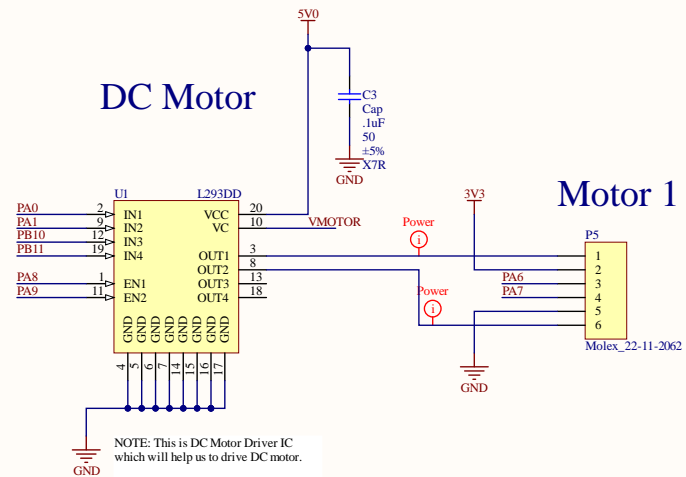 5V0
DC Motor
C3
Cap
.1uF
50
±5%
X7R
GND
Motor 1
U1
L293DD
3V3
PA0
2
IN1
VCC
20
PA1
9
IN2
VC
10
VMOTOR
Power
P5
PB10
12
IN3
PB11
19
IN4
OUT1
3
1
OUT2
8
2
PA8
1
EN1
OUT3
13
PA6
3
PA9
11
EN2
OUT4
18
Power
PA7
4
5
6
GND
GND
GND
GND
GND
GND
GND
GND
4
5
6
7
14
15
16
17
Molex_22-11-2062
GND
GND
NOTE: This is DC Motor Driver IC
which will help us to drive DC motor.